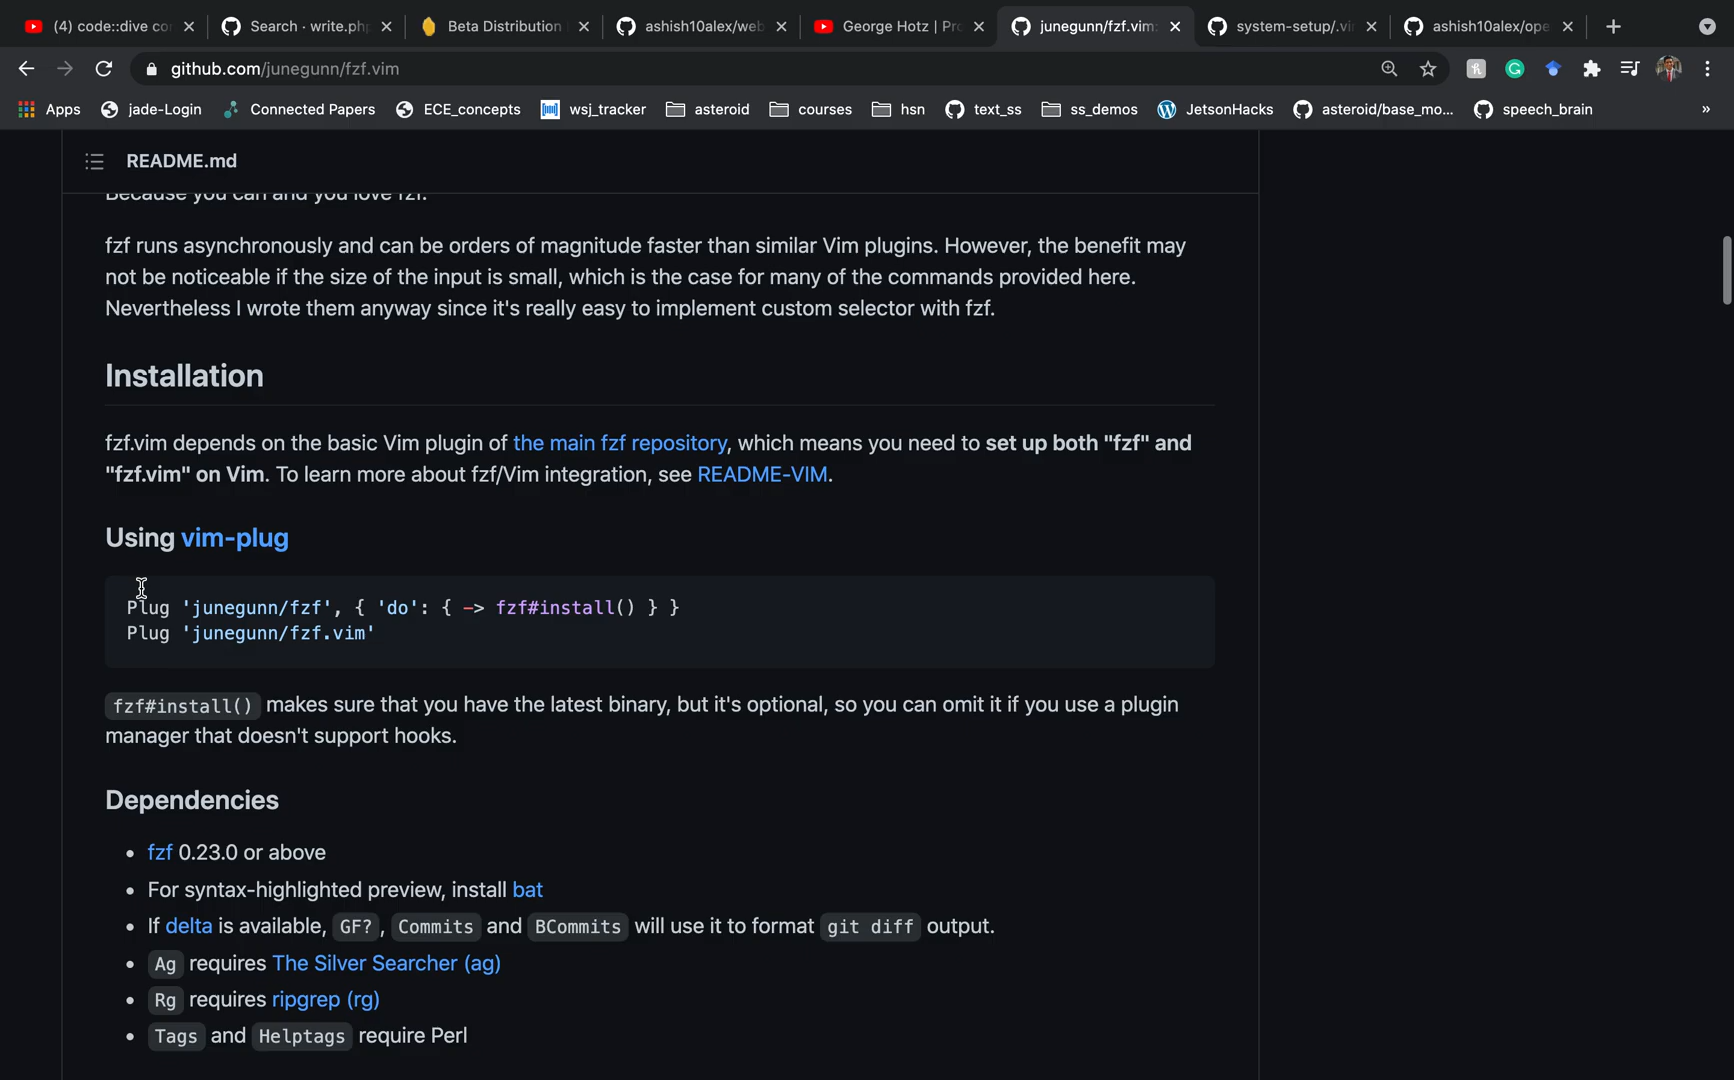 (4) code::dive co
Search · write.ph
Beta Distribution
ashish10alex/web
George Hotz | Pro
junegunn/fzf.vim:
system-setup/.vi
ashish10alex/ope
github.com/junegunn/fzf.vim
Apps
jade-Login
Connected Papers
ECE_concepts
wsj_tracker
asteroid
courses
hsn
text_ss
ss_demos
JetsonHacks
asteroid/base_mo...
speech_brain
»
README.md
Because you can and you love fzf.
fzf runs asynchronously and can be orders of magnitude faster than similar Vim plugins. However, the benefit may
not be noticeable if the size of the input is small, which is the case for many of the commands provided here.
Nevertheless I wrote them anyway since it's really easy to implement custom selector with fzf.
Installation
fzf.vim depends on the basic Vim plugin of the main fzf repository, which means you need to set up both "fzf" and
"fzf.vim" on Vim. To learn more about fzf/Vim integration, see README-VIM.
Using vim-plug
Plug 'junegunn/fzf', { 'do': { -> fzf#install() } }
Plug 'junegunn/fzf.vim'
fzf#install() makes sure that you have the latest binary, but it's optional, so you can omit it if you use a plugin
manager that doesn't support hooks.
Dependencies
• fzf 0.23.0 or above
• For syntax-highlighted preview, install bat
• If delta is available, GF?, Commits and BCommits will use it to format git diff output.
• Ag requires The Silver Searcher (ag)
• Rg requires ripgrep (rg)
• Tags and Helptags require Perl